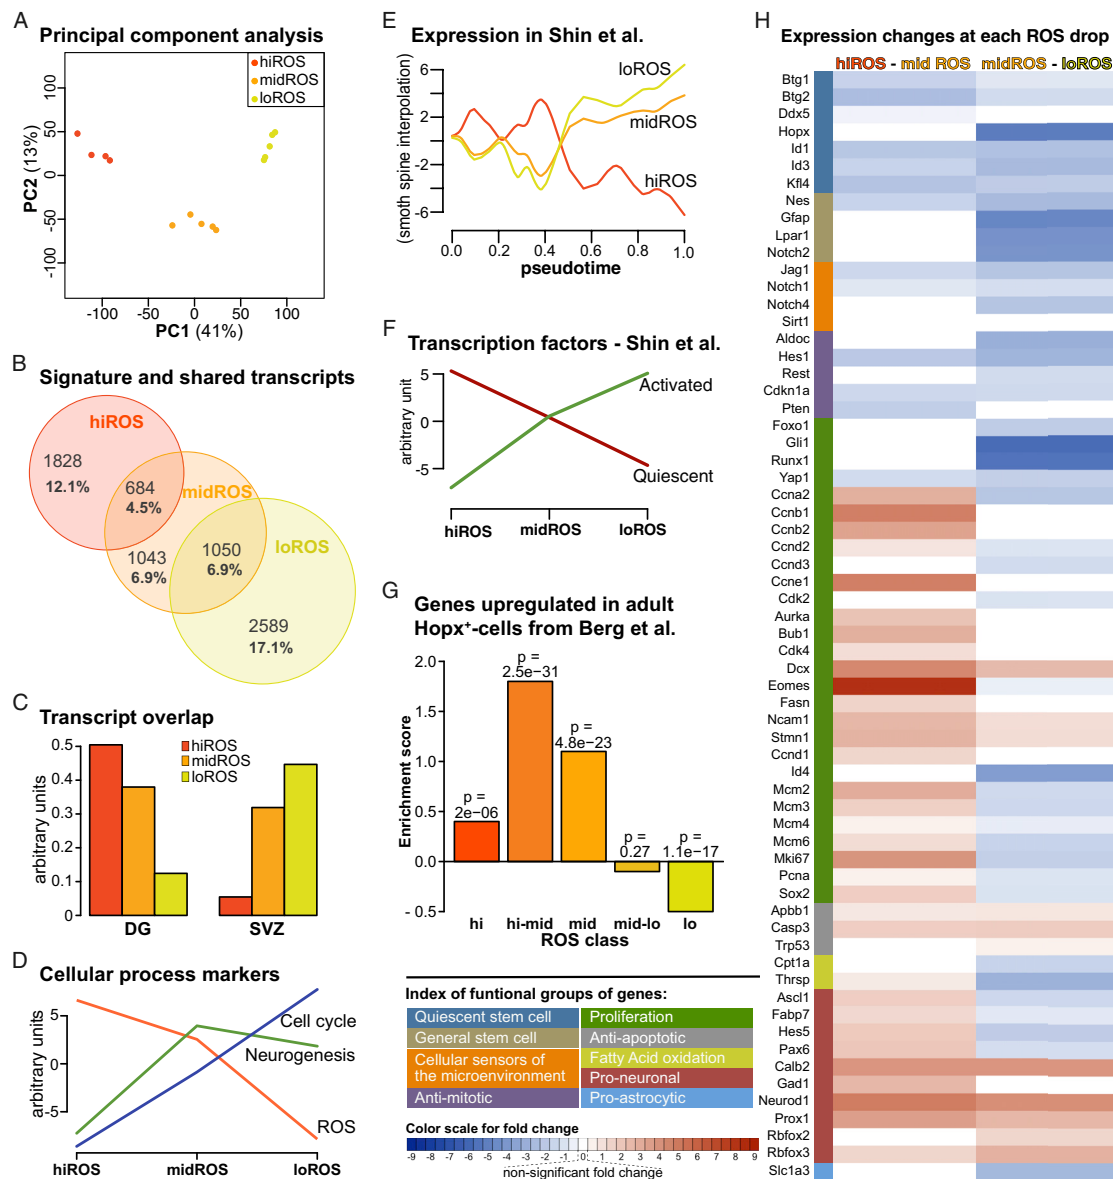 A
Principal component analysis
hiROS
midROS
loROS
PC2 (13%)
100
50
0
-50
-100
-100
-50
0
50
100
PC1 (41%)
B
Signature and shared transcripts
hiROS
1828
12.1%
684
4.5%
midROS
1043
6.9%
1050
6.9%
loROS
2589
17.1%
C
Transcript overlap
arbitrary units
0.5
0.4
0.3
0.2
0.1
0
hiROS
midROS
loROS
DG
SVZ
D
Cellular process markers
arbitrary units
5
0
-5
Cell cycle
Neurogenesis
ROS
hiROS
midROS
loROS
E
Expression in Shin et al.
(smoth spine interpolation)
6
2
-2
-6
loROS
midROS
hiROS
0.0
0.2
0.4
0.6
0.8
1.0
pseudotime
F
Transcription factors - Shin et al.
arbitrary unit
5
0
-5
Activated
Quiescent
hiROS
midROS
loROS
G
Genes upregulated in adult
Hopx+-cells from Berg et al.
Enrichment score
2.0
1.5
1.0
0.5
0.0
- 0.5
p =
2e−06
p =
2.5e−31
p =
4.8e−23
p =
0.27
p =
1.1e−17
hi
hi-mid
mid
mid-lo
lo
ROS class
Index of funtional groups of genes:
Quiescent stem cell
General stem cell
Cellular sensors of
the microenvironment
Anti-mitotic
Proliferation
Anti-apoptotic
Fatty Acid oxidation
Pro-neuronal
Pro-astrocytic
Color scale for fold change
-9 -8 -7 -6 -5 -4 -3 -2 -1 0 1 2 3 4 5 6 7 8 9
non-significant fold change
H
Expression changes at each ROS drop
hiROS - mid ROS
midROS - loROS
Btg1
Btg2
Ddx5
Hopx
Id1
Id3
Kfl4
Nes
Gfap
Lpar1
Notch2
Jag1
Notch1
Notch4
Sirt1
Aldoc
Hes1
Rest
Cdkn1a
Pten
Foxo1
Gli1
Runx1
Yap1
Ccna2
Ccnb1
Ccnb2
Ccnd2
Ccnd3
Ccne1
Cdk2
Aurka
Bub1
Cdk4
Dcx
Eomes
Fasn
Ncam1
Stmn1
Ccnd1
Id4
Mcm2
Mcm3
Mcm4
Mcm6
Mki67
Pcna
Sox2
Apbb1
Casp3
Trp53
Cpt1a
Thrsp
Ascl1
Fabp7
Hes5
Pax6
Calb2
Gad1
Neurod1
Prox1
Rbfox2
Rbfox3
Slc1a3